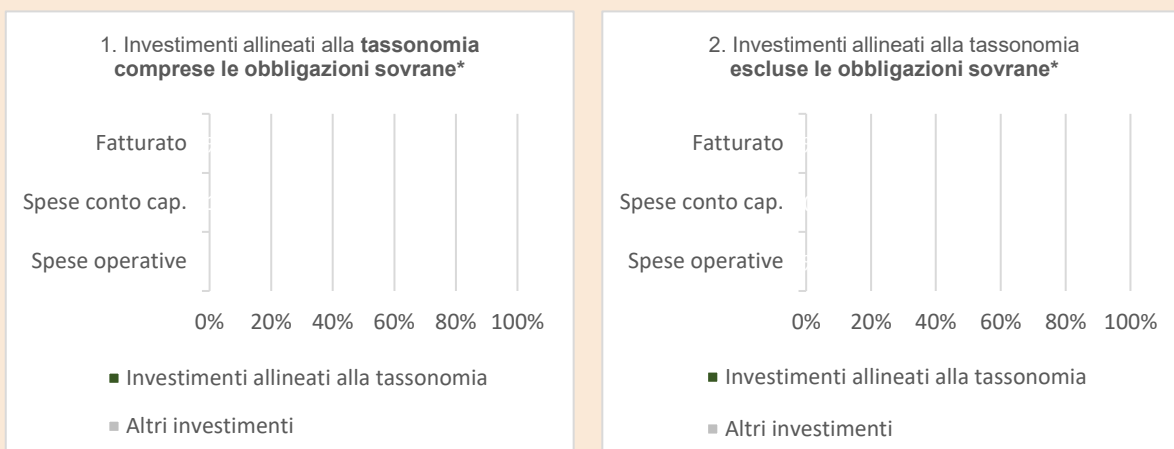 1. Investimenti allineati alla tassonomia
comprese le obbligazioni sovrane*
Fatturato
Spese conto cap.
Spese operative
0% 20% 40% 60% 80% 100%
Investimenti allineati alla tassonomia
Altri investimenti
2. Investimenti allineati alla tassonomia
escluse le obbligazioni sovrane*
Fatturato
Spese conto cap.
Spese operative
0% 20% 40% 60% 80% 100%
Investimenti allineati alla tassonomia
Altri investimenti